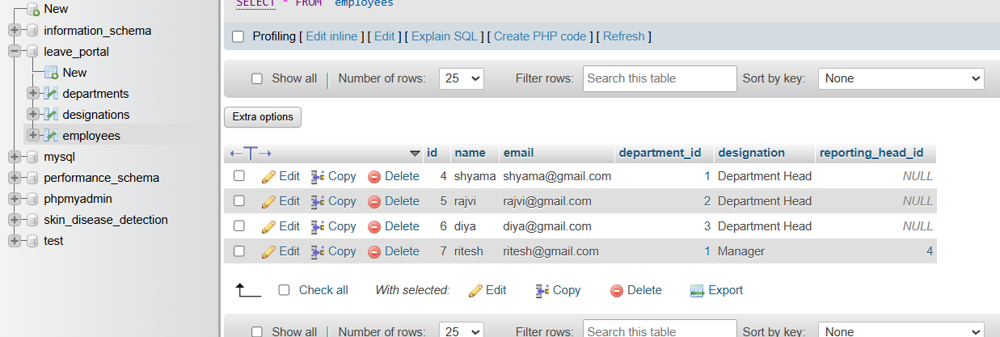 New
information_schema
leave_portal
New
departments
designations
employees
mysql
performance_schema
phpmyadmin
skin_disease_detection
test
SELECT * FROM `employees`
Profiling [ Edit inline ] [ Edit ] [ Explain SQL ] [ Create PHP code ] [ Refresh ]
Show all Number of rows: 25 Filter rows: Search this table Sort by key: None
Extra options
id name email department_id designation reporting_head_id
Edit Copy Delete 4 shyama shyama@gmail.com 1 Department Head NULL
Edit Copy Delete 5 rajvi rajvi@gmail.com 2 Department Head NULL
Edit Copy Delete 6 diya diya@gmail.com 3 Department Head NULL
Edit Copy Delete 7 ritesh ritesh@gmail.com 1 Manager 4
Check all With selected: Edit Copy Delete Export
Show all Number of rows: 25 Filter rows: Search this table Sort by key: None